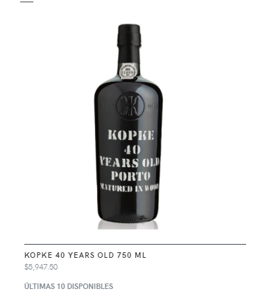 KOPKE
40
YEARS OLD
PORTO
MATURED IN WOOD
KOPKE 40 YEARS OLD 750 ML
$5,947.50
ÚLTIMAS 10 DISPONIBLES